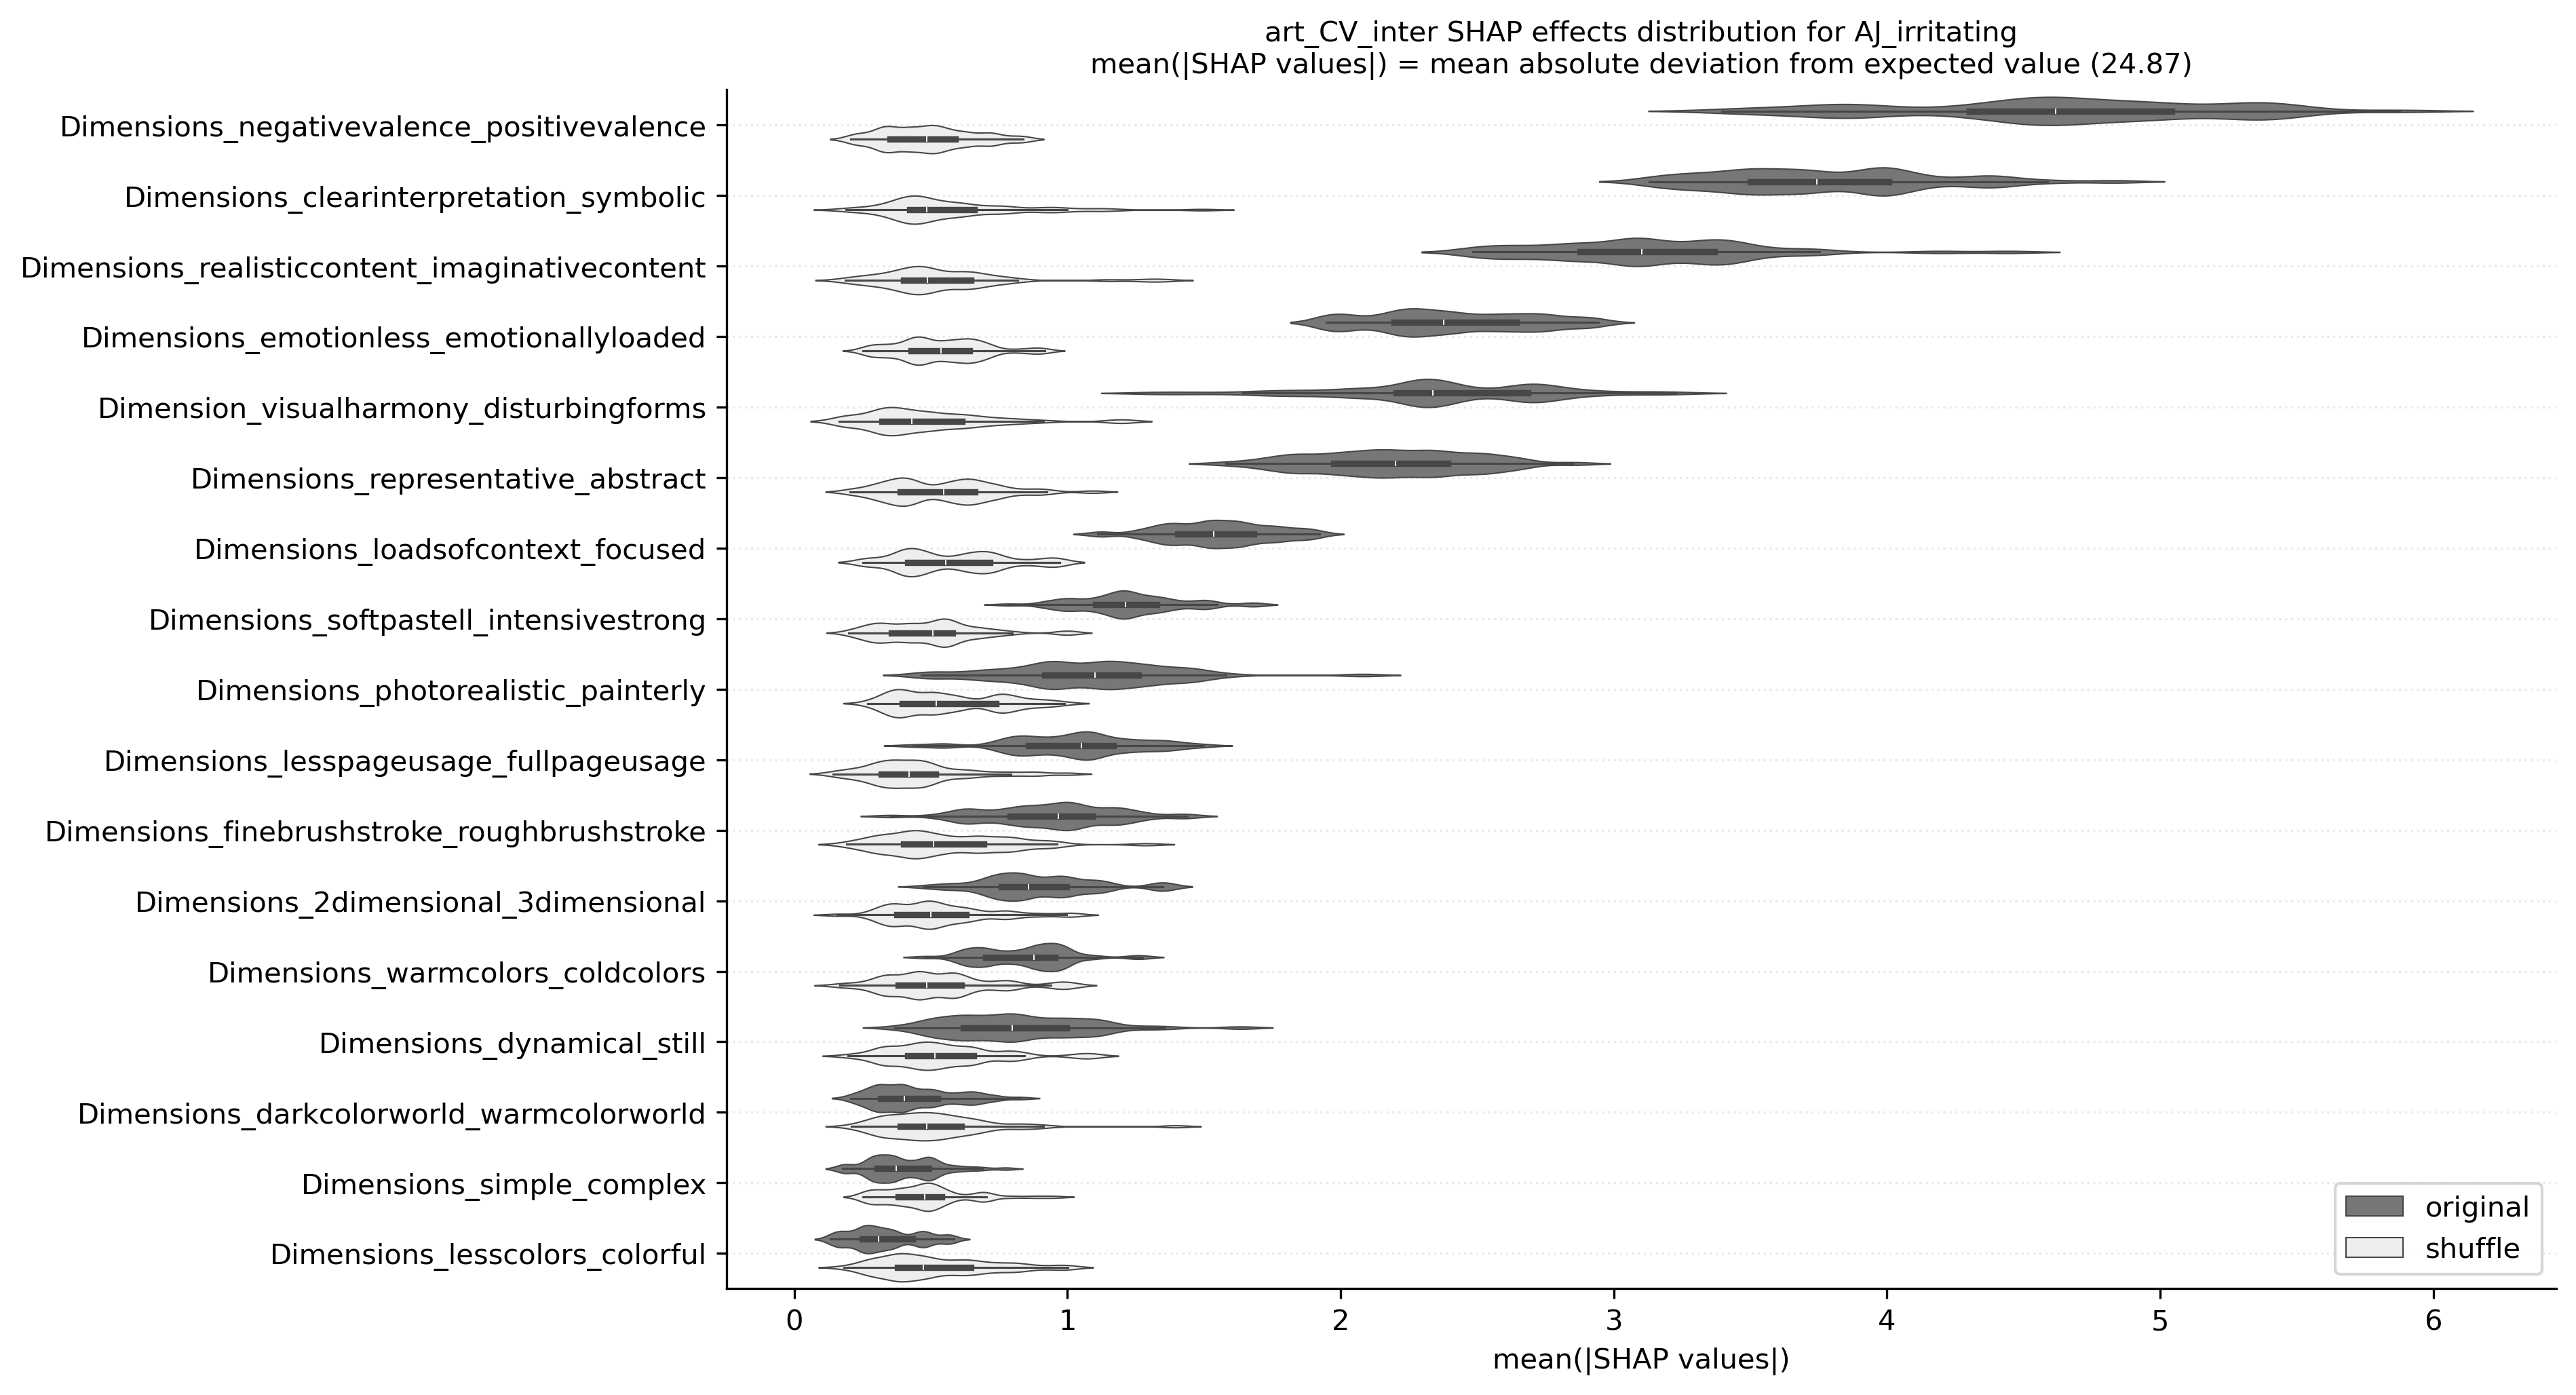 art_CV_inter SHAP effects distribution for AJ_irritating
mean(|SHAP values|) = mean absolute deviation from expected value (24.87)
Dimensions_negativevalence_positivevalence
Dimensions_clearinterpretation_symbolic
Dimensions_realisticcontent_imaginativecontent
Dimensions_emotionless_emotionallyloaded
Dimension_visualharmony_disturbingforms
Dimensions_representative_abstract
Dimensions_loadsofcontext_focused
Dimensions_softpastell_intensivestrong
Dimensions_photorealistic_painterly
Dimensions_lesspageusage_fullpageusage
Dimensions_finebrushstroke_roughbrushstroke
Dimensions_2dimensional_3dimensional
Dimensions_warmcolors_coldcolors
Dimensions_dynamical_still
Dimensions_darkcolorworld_warmcolorworld
Dimensions_simple_complex
Dimensions_lesscolors_colorful
original
shuffle
0 1 2 3 4 5 6
mean(|SHAP values|)